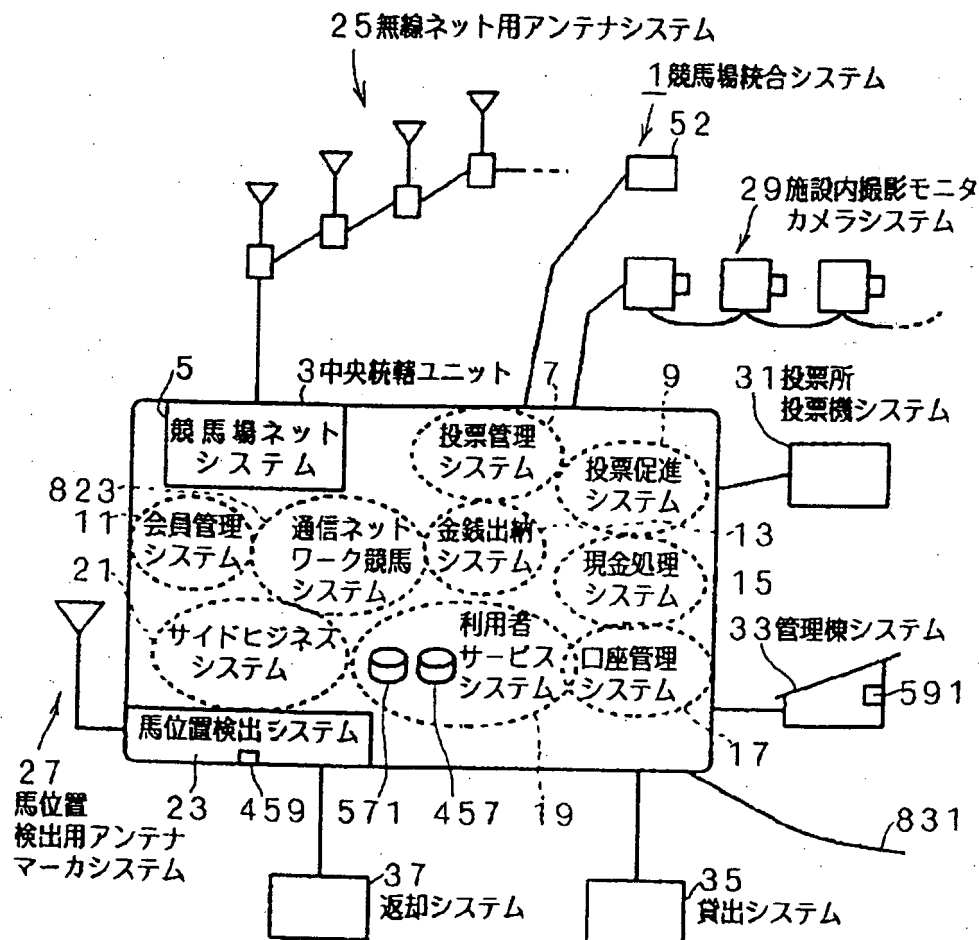 25無線ネット用アンテナシステム
1競馬場統合システム
52
29施設内撮影モニタ
カメラシステム
5
3中央統轄ユニット
7
9
31投票所
投票機システム
競馬場ネット
システム
投票管理
システム
投票促進
システム
823
11
会員管理
システム
通信ネット
ワーク競馬
システム
金銭出納
システム
13
現金処理
システム
15
21
サイドビジネス
システム
利用者
サービス
システム
口座管理
システム
33管理棟システム
591
馬位置検出システム
17
27
馬位置
検出用アンテナ
マーカシステム
23
459
571
457
19
831
37
返却システム
35
貸出システム